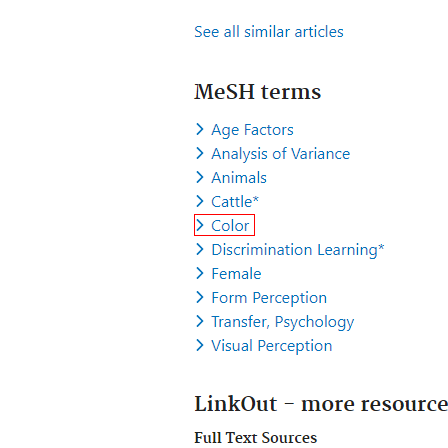 See all similar articles
MeSH terms
Age Factors
Analysis of Variance
Animals
Cattle*
Color
Discrimination Learning*
Female
Form Perception
Transfer, Psychology
Visual Perception
LinkOut - more resource
Full Text Sources